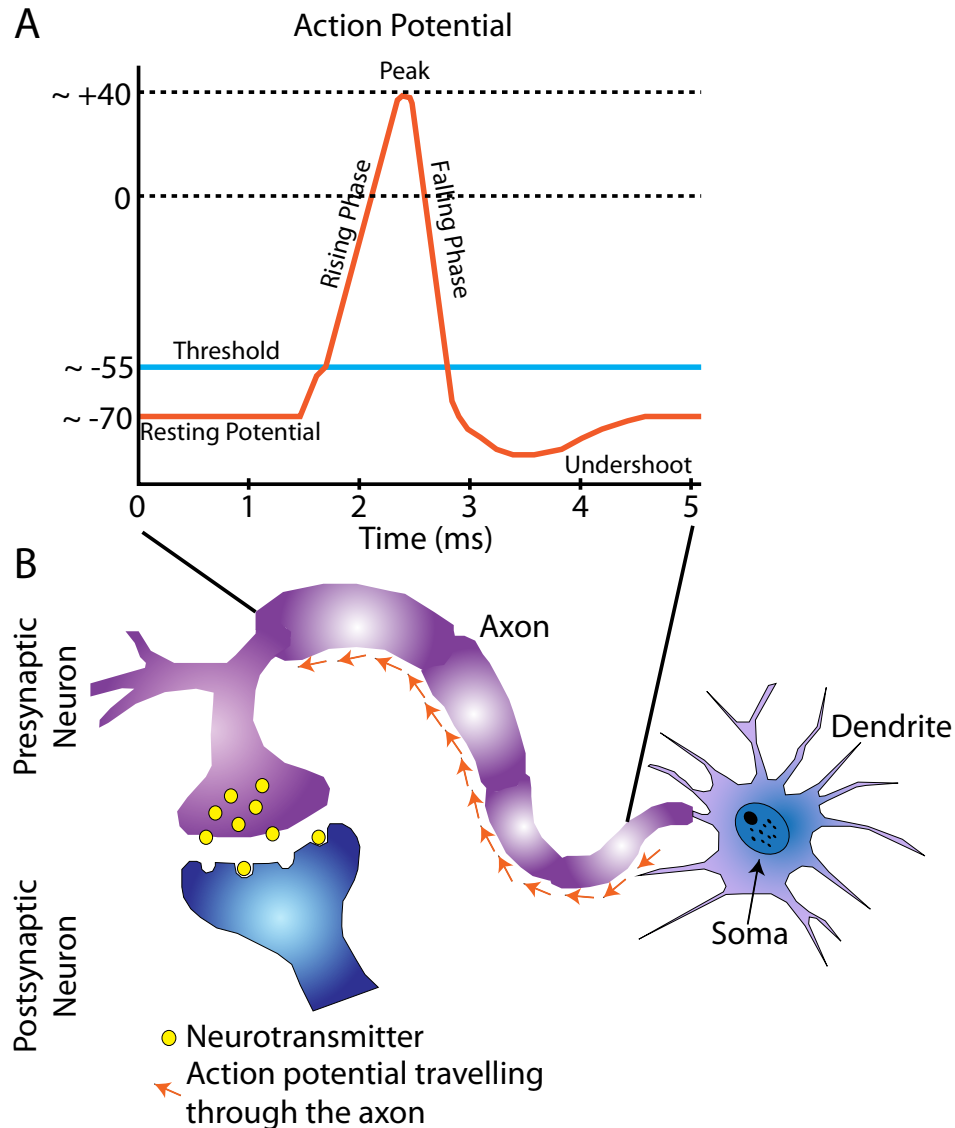 A
Action Potential
Peak
~ +40
0
Rising Phase
Falling Phase
Threshold
~ -55
~ -70
Resting Potential
Undershoot
0 1 2 3 4 5
Time (ms)
B
Presynaptic
Neuron
Axon
Dendrite
Soma
Postsynaptic
Neuron
Neurotransmitter
Action potential travelling
through the axon